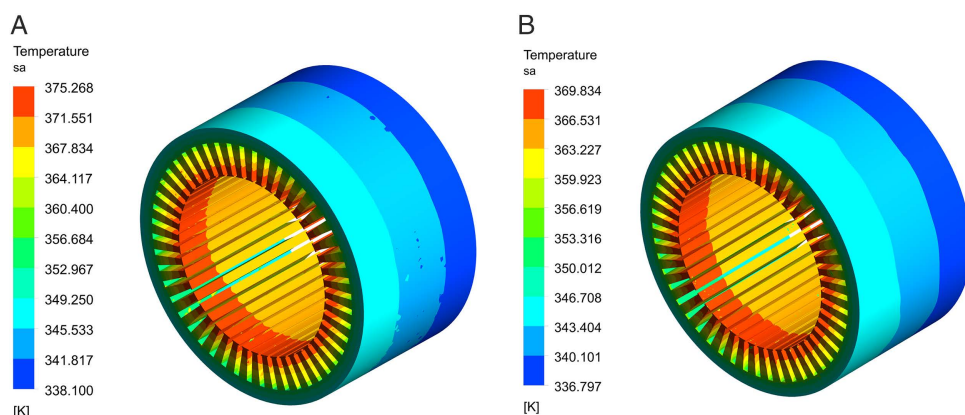 A
Temperature
sa
375.268
371.551
367.834
364.117
360.400
356.684
352.967
349.250
345.533
341.817
338.100
[K]
B
Temperature
sa
369.834
366.531
363.227
359.923
356.619
353.316
350.012
346.708
343.404
340.101
336.797
[K]